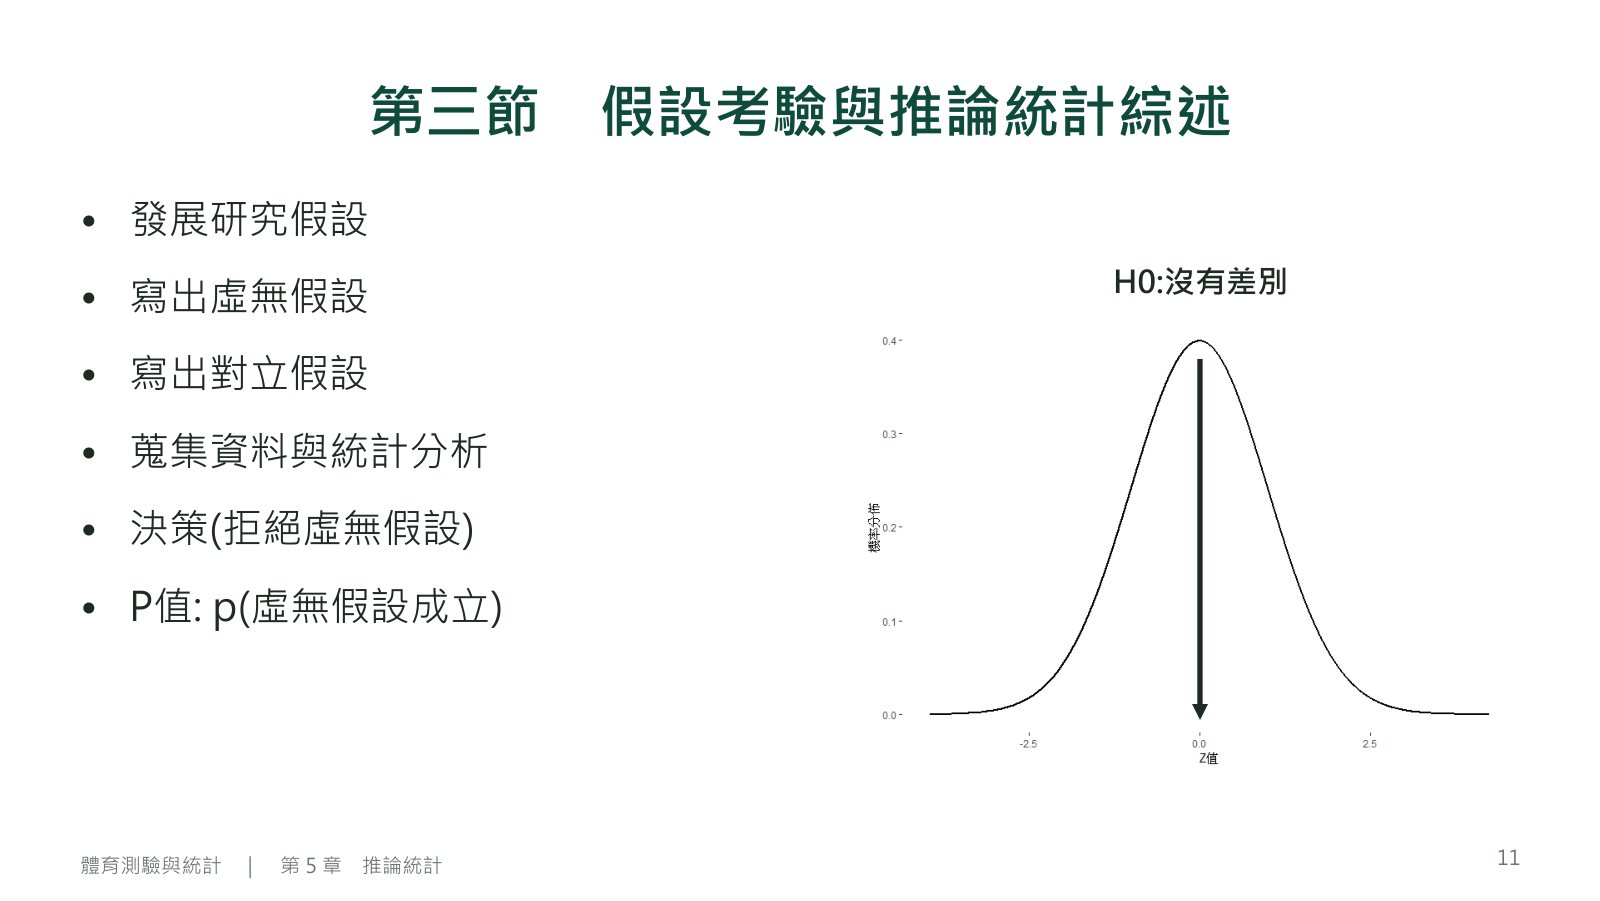 第三節　假設考驗與推論統計綜述
• 發展研究假設
• 寫出虛無假設
• 寫出對立假設
• 蒐集資料與統計分析
• 決策(拒絕虛無假設)
• P值: p(虛無假設成立)
H0:沒有差別
0.4
0.3
0.2
0.1
0.0
機率分佈
-2.5 0.0 2.5
Z值
體育測驗與統計　|　第 5 章　推論統計
11